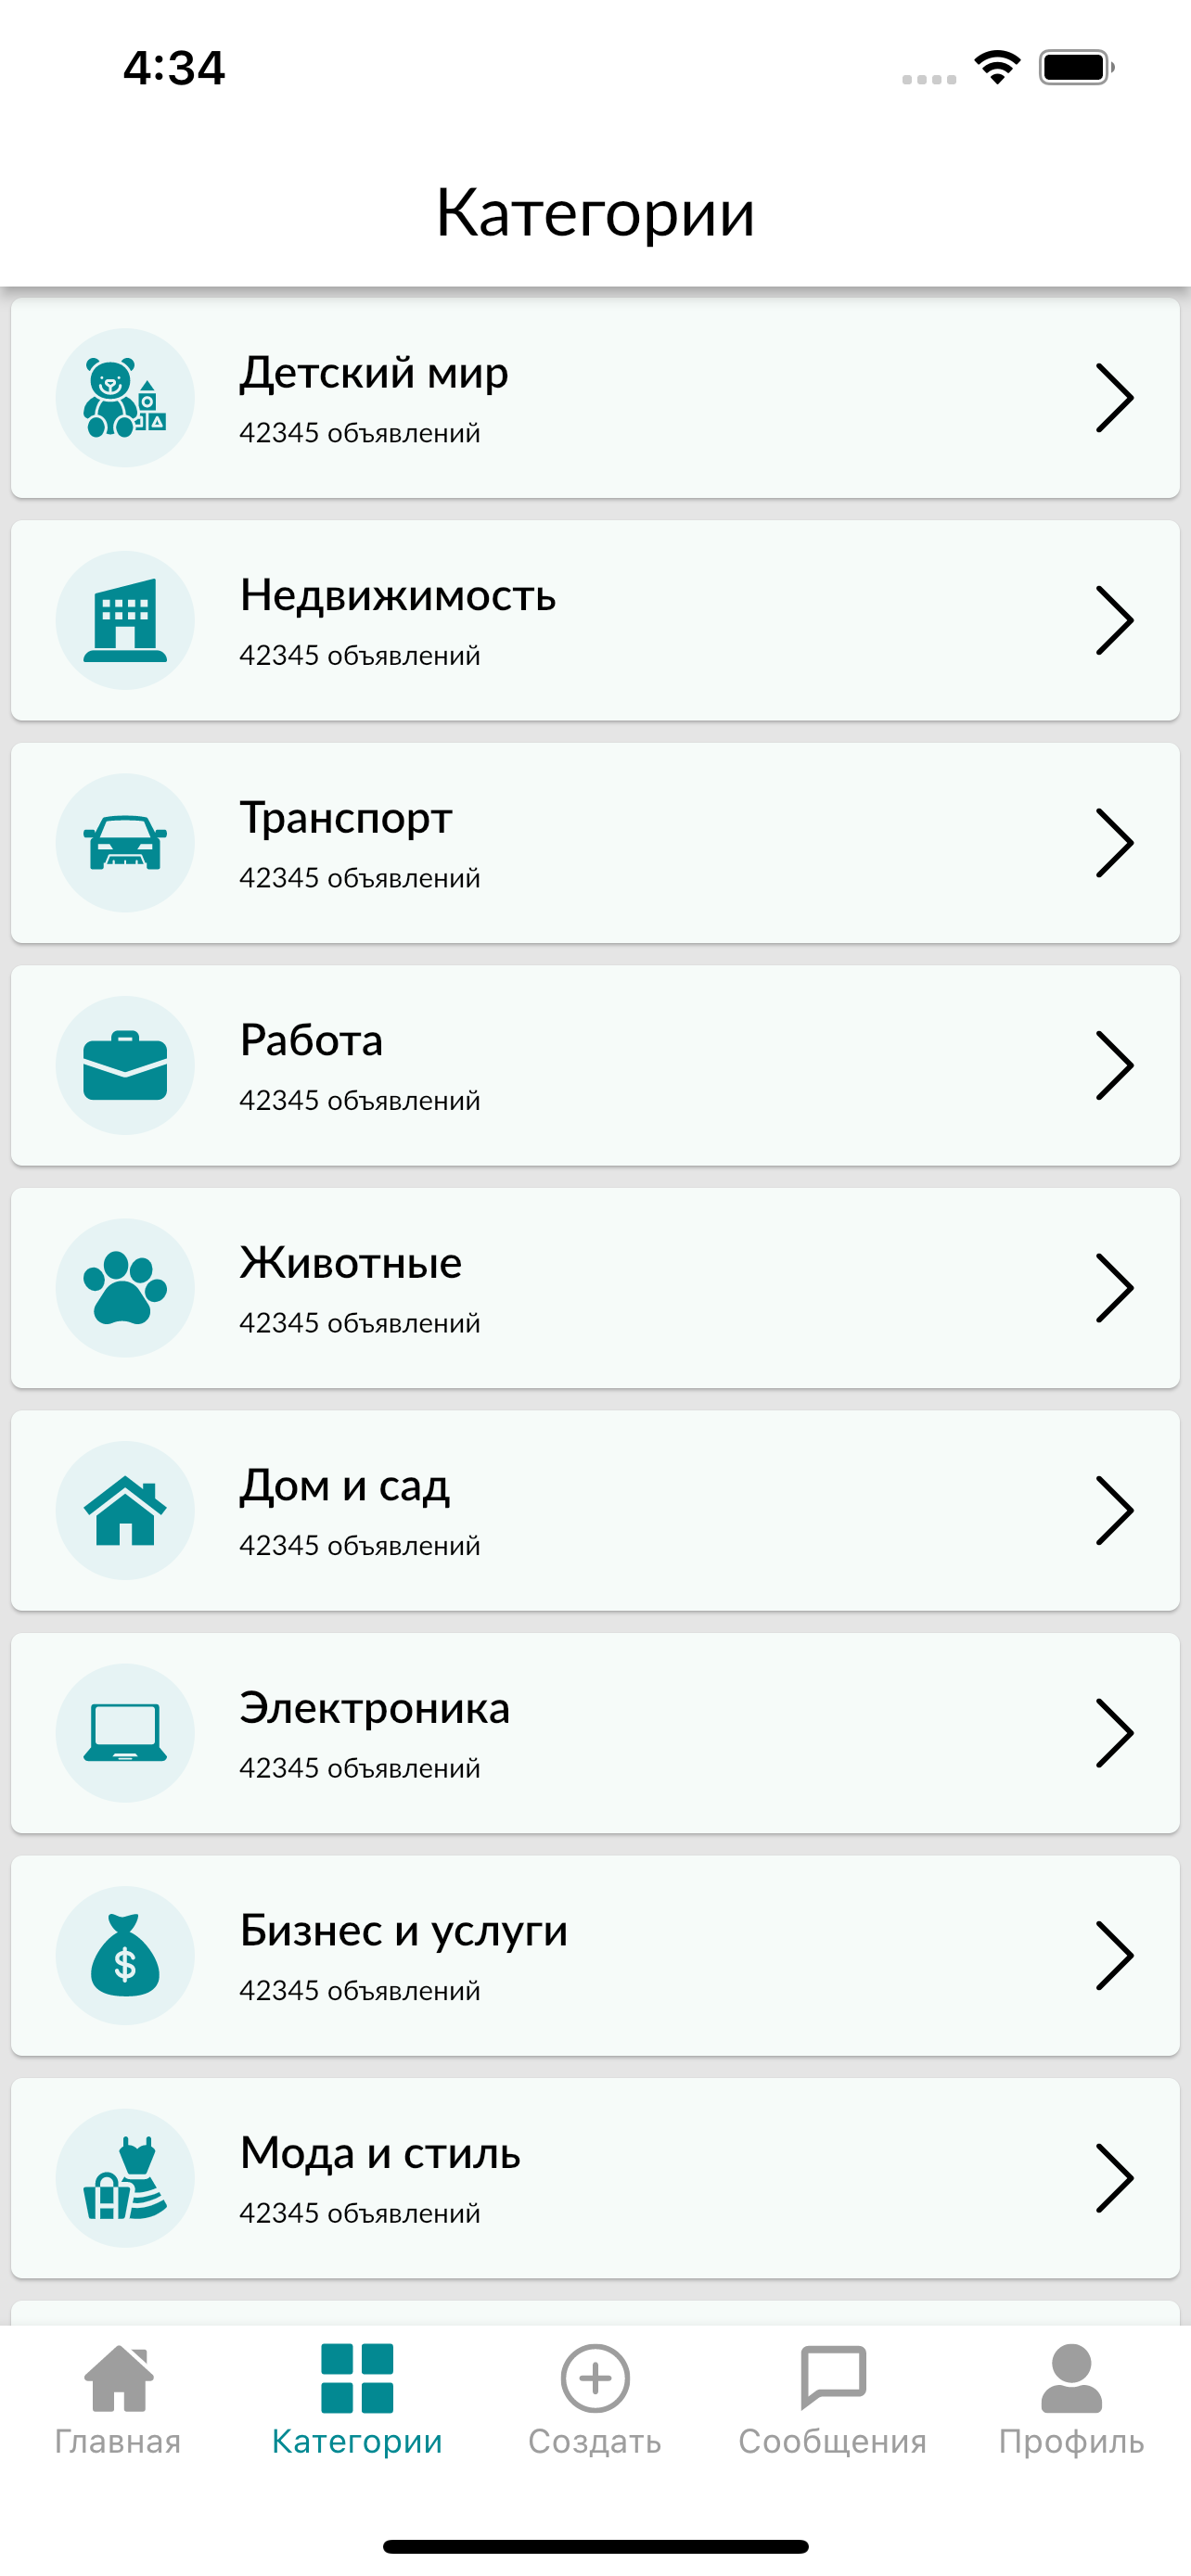 4:34
Категории
Детский мир
42345 объявлений
Недвижимость
42345 объявлений
Транспорт
42345 объявлений
Работа
42345 объявлений
Животные
42345 объявлений
Дом и сад
42345 объявлений
Электроника
42345 объявлений
Бизнес и услуги
42345 объявлений
Мода и стиль
42345 объявлений
Главная Категории Создать Сообщения Профиль